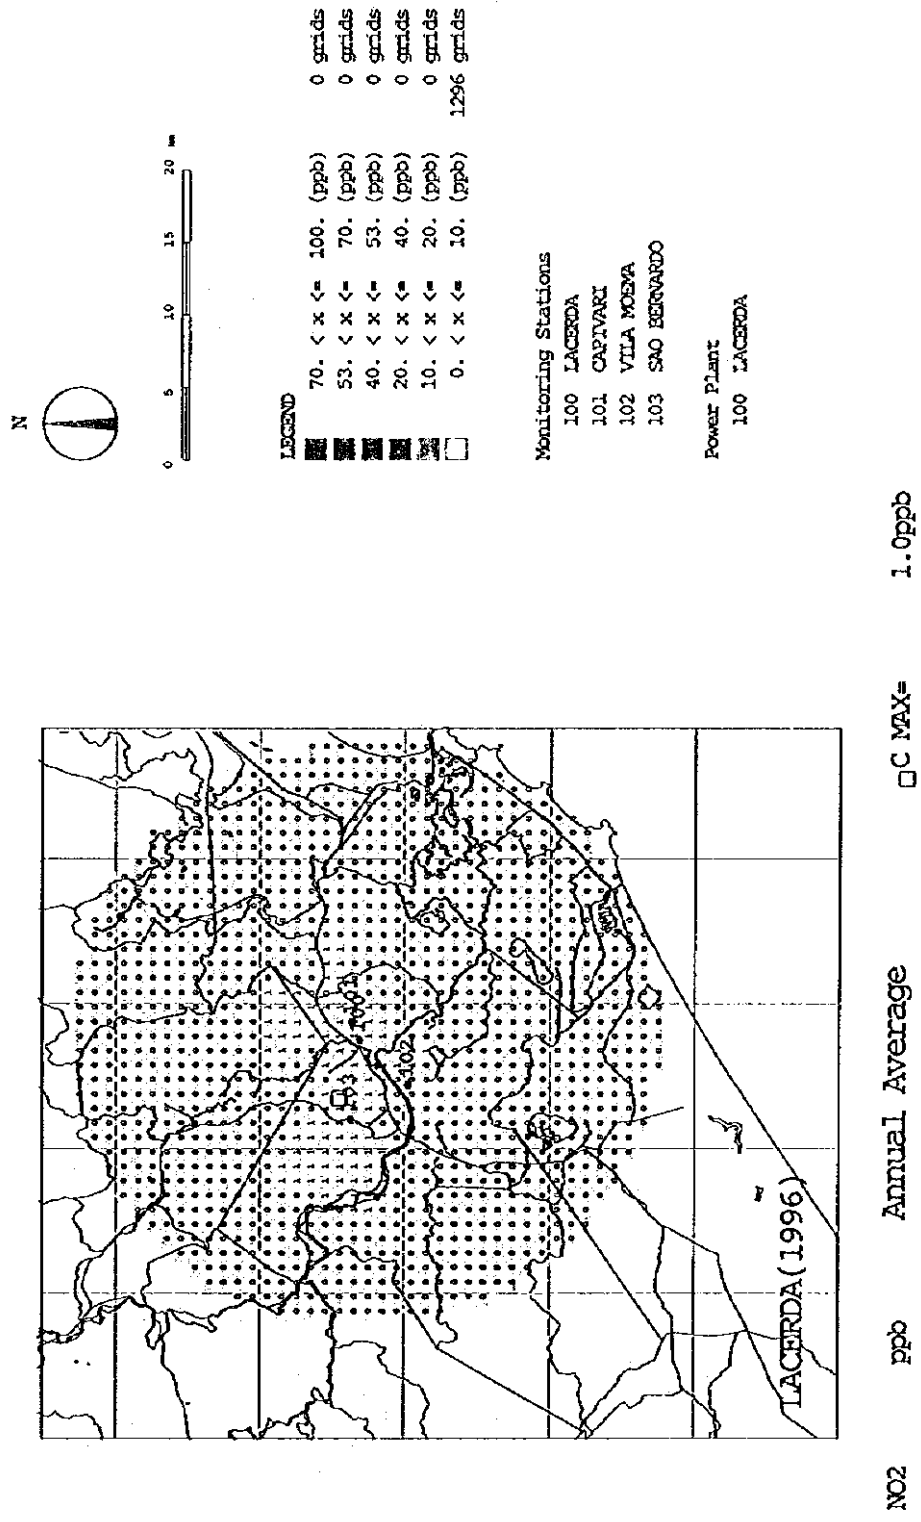 N
0 5 10 15 20
LEGEND
70. < x <= 100. (ppb) 0 grids
53. < x <= 70. (ppb) 0 grids
40. < x <= 53. (ppb) 0 grids
20. < x <= 40. (ppb) 0 grids
10. < x <= 20. (ppb) 0 grids
0. < x <= 10. (ppb) 1296 grids
Monitoring Stations
100 LACERDA
101 CAPIVARI
102 VILA MOEMA
103 SAO BERNARDO
Power Plant
100 LACERDA
101
100
102
LACERDA(1996)
NO2 ppb Annual Average □C MAX= 1.0ppb